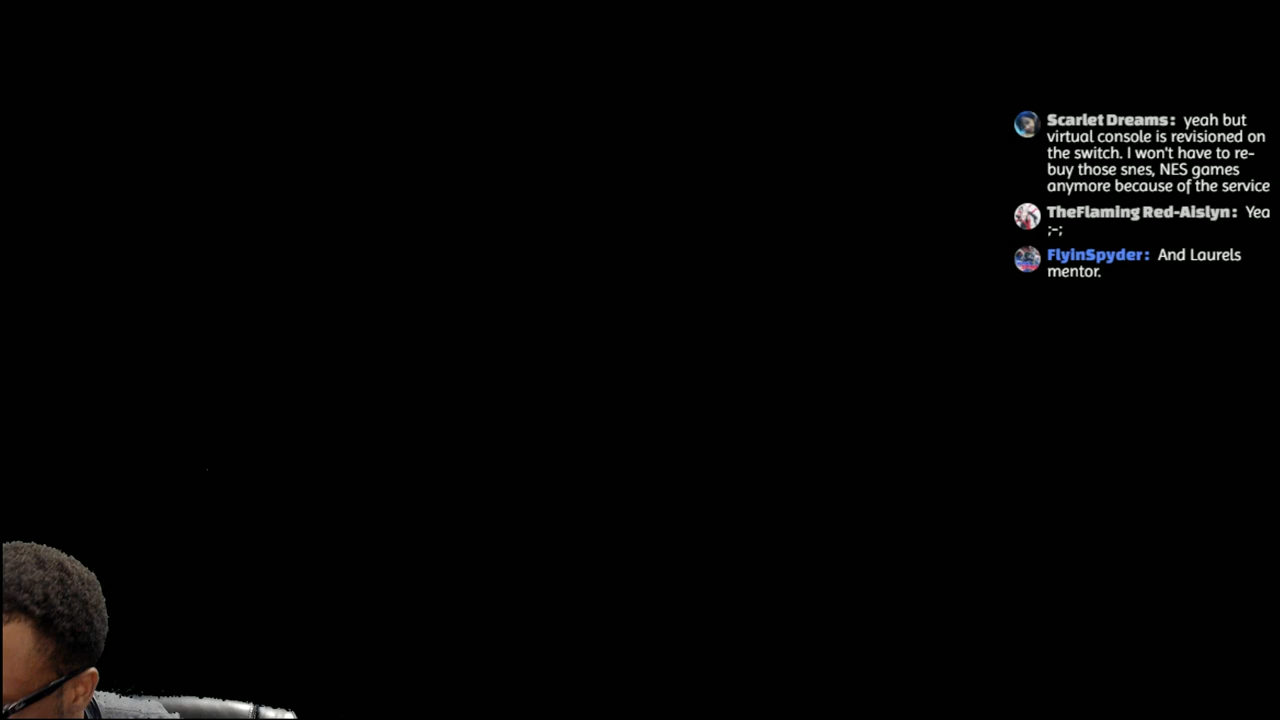 Scarlet Dreams: yeah but
virtual console is revisioned on
the switch. I won't have to re-
buy those snes, NES games
anymore because of the service
TheFlaming Red-Aislyn: Yea
;-;
FlyinSpyder: And Laurels
mentor.